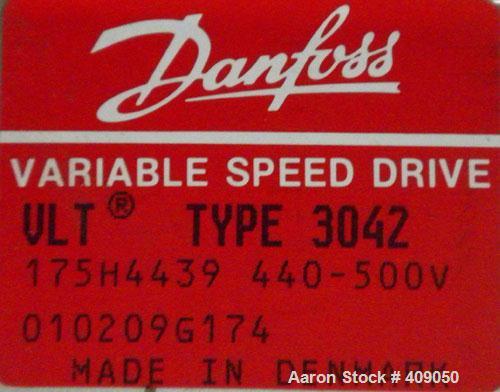 Danfoss
VARIABLE SPEED DRIVE
VLT® TYPE 3042
175H4439 440-500V
010209G174
MADE IN DENMARK
Aaron Stock # 409050